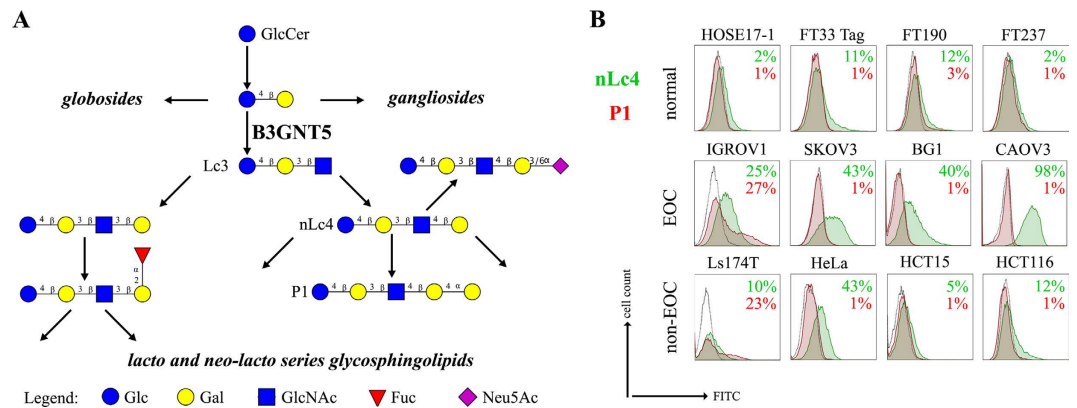 A
GlcCer
4 β
globosides
gangliosides
B3GNT5
Lc3
4 β 3 β
4 β 3 β 4 β 3/6α
4 β 3 β 3 β
nLc4
4 β 3 β 4 β
α
2
4 β 3 β 3 β
P1
4 β 3 β 4 β 4 α
lacto and neo-lacto series glycosphingolipids
Legend: Glc Gal GlcNAc Fuc Neu5Ac
B
nLc4
P1
normal
HOSE17-1 FT33 Tag FT190 FT237
2% 11% 12% 2%
1% 1% 3% 1%
EOC
IGROV1 SKOV3 BG1 CAOV3
25% 43% 40% 98%
27% 1% 1% 1%
non-EOC
Ls174T HeLa HCT15 HCT116
10% 43% 5% 12%
23% 1% 1% 1%
cell count
FITC